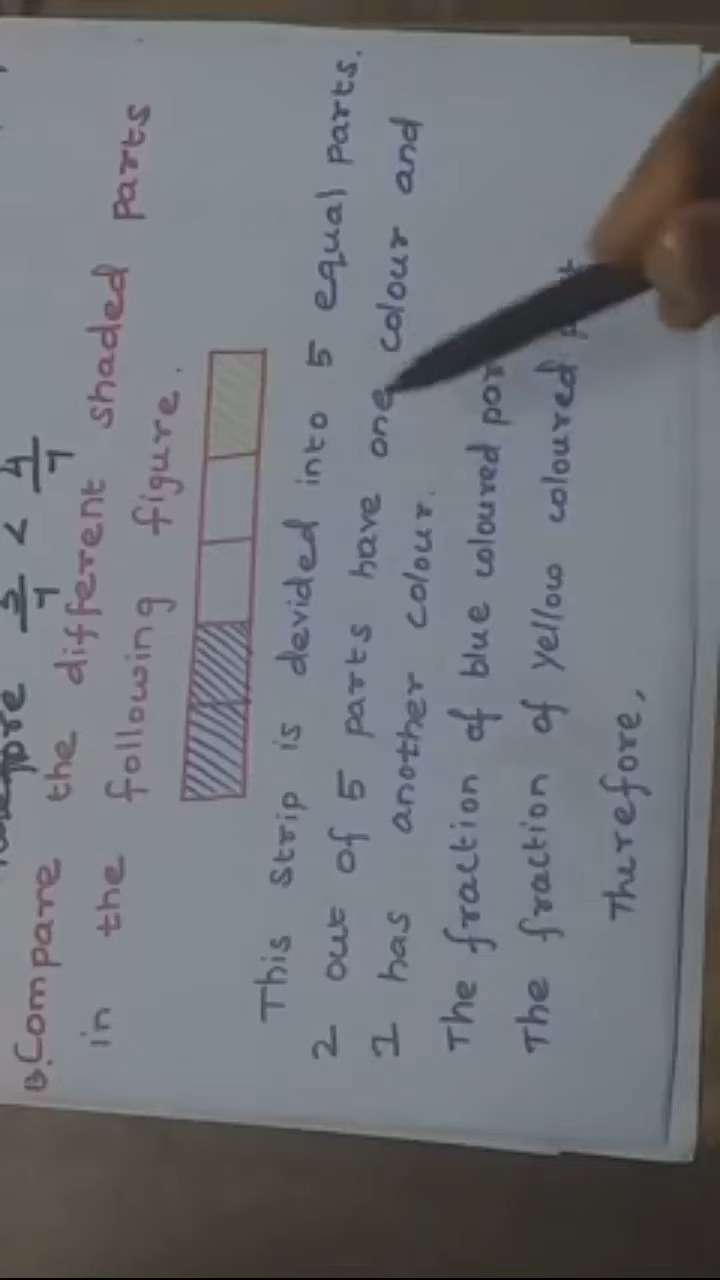 3/7 < 4/7
B. Compare the different shaded parts
in the following figure.
This strip is devided into 5 equal parts.
2 out of 5 parts have one colour and
1 has another colour.
The fraction of blue coloured
The fraction of yellow coloured
Therefore,